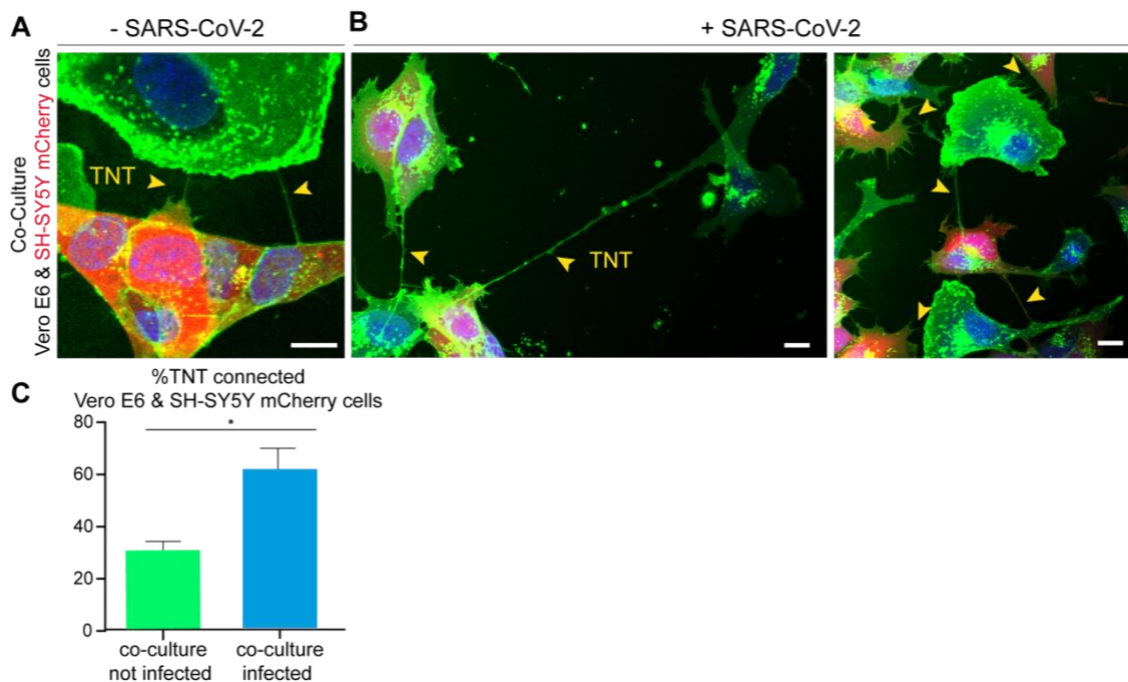 A
- SARS-CoV-2
B
+ SARS-CoV-2
Co-Culture
Vero E6 & SH-SY5Y mCherry cells
TNT
TNT
C
%TNT connected
Vero E6 & SH-SY5Y mCherry cells
80
*
60
40
20
0
co-culture
not infected
co-culture
infected